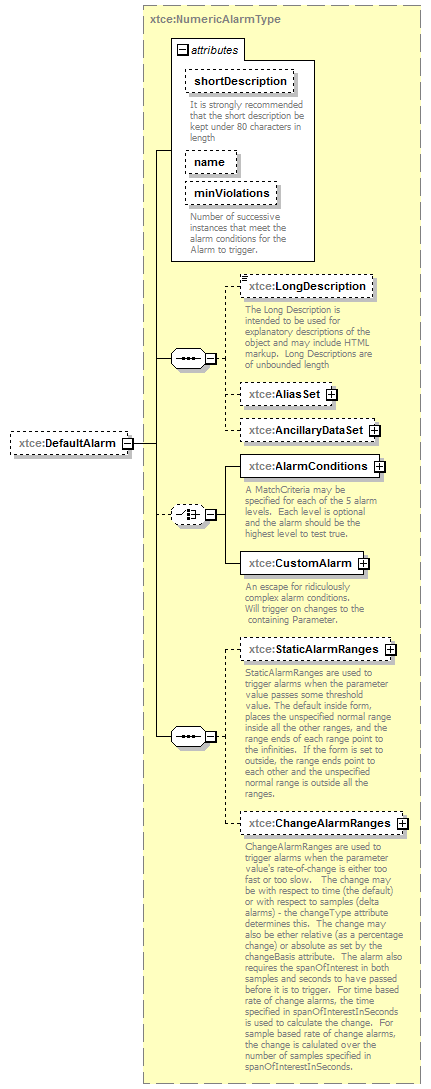 xtce:NumericAlarmType
attributes
shortDescription
It is strongly recommended
that the short description be
kept under 80 characters in
length
name
minViolations
Number of successive
instances that meet the
alarm conditions for the
Alarm to trigger.
xtce:LongDescription
The Long Description is
intended to be used for
explanatory descriptions of the
object and may include HTML
markup.  Long Descriptions are
of unbounded length
xtce:AliasSet
xtce:AncillaryDataSet
xtce:DefaultAlarm
xtce:AlarmConditions
A MatchCriteria may be
specified for each of the 5 alarm
levels.  Each level is optional
and the alarm should be the
highest level to test true.
xtce:CustomAlarm
An escape for ridiculously
complex alarm conditions.
Will trigger on changes to the
containing Parameter.
xtce:StaticAlarmRanges
StaticAlarmRanges are used to
trigger alarms when the parameter
value passes some threshold
value. The default inside form,
places the unspecified normal range
inside all the other ranges, and the
range ends of each range point to
the infinities.  If the form is set to
outside, the range ends point to
each other and the unspecified
normal range is outside all the
ranges.
xtce:ChangeAlarmRanges
ChangeAlarmRanges are used to
trigger alarms when the parameter
value's rate-of-change is either too
fast or too slow.   The change may
be with respect to time (the default)
or with respect to samples (delta
alarms) - the changeType attribute
determines this.  The change may
also be ether relative (as a percentage
change) or absolute as set by the
changeBasis attribute.  The alarm also
requires the spanOfInterest in both
samples and seconds to have passed
before it is to trigger.  For time based
rate of change alarms, the time
specified in spanOfInterestInSeconds
is used to calculate the change.  For
sample based rate of change alarms,
the change is calulated over the
number of samples specified in
spanOfInterestInSeconds.